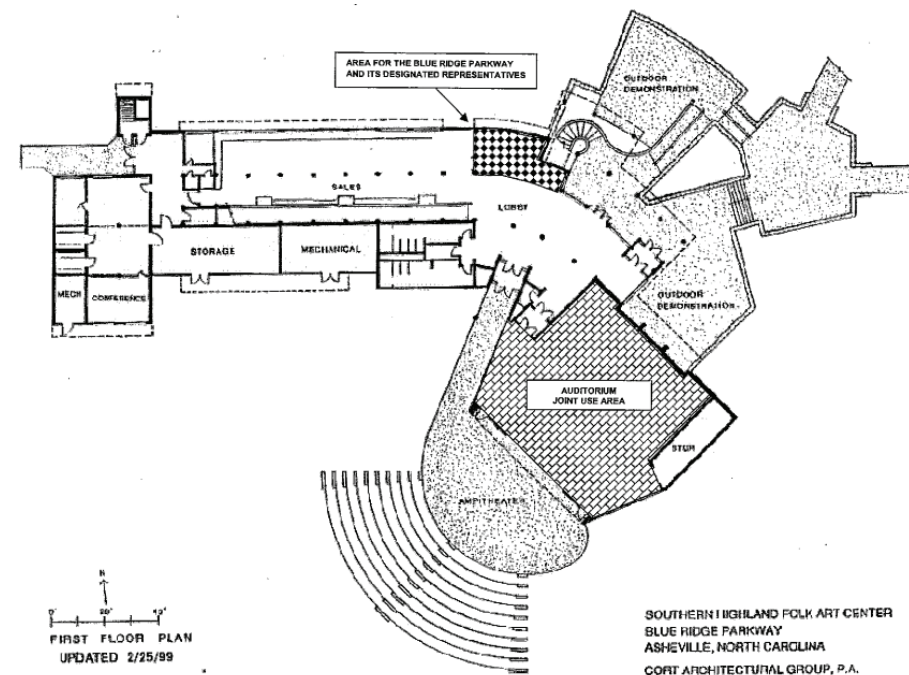 AREA FOR THE BLUE RIDGE PARKWAY
AND ITS DESIGNATED REPRESENTATIVES
OUTDOOR
DEMONSTRATION
SALES
LOBBY
STORAGE
MECHANICAL
MECH
CONFERENCE
OUTDOOR
DEMONSTRATION
AUDITORIUM
JOINT USE AREA
STOR
AMPITHEATER
N
0'
20'
40'
FIRST FLOOR PLAN
UPDATED 2/25/99
SOUTHERN HIGHLAND FOLK ART CENTER
BLUE RIDGE PARKWAY
ASHEVILLE, NORTH CAROLINA
CORT ARCHITECTURAL GROUP, P.A.